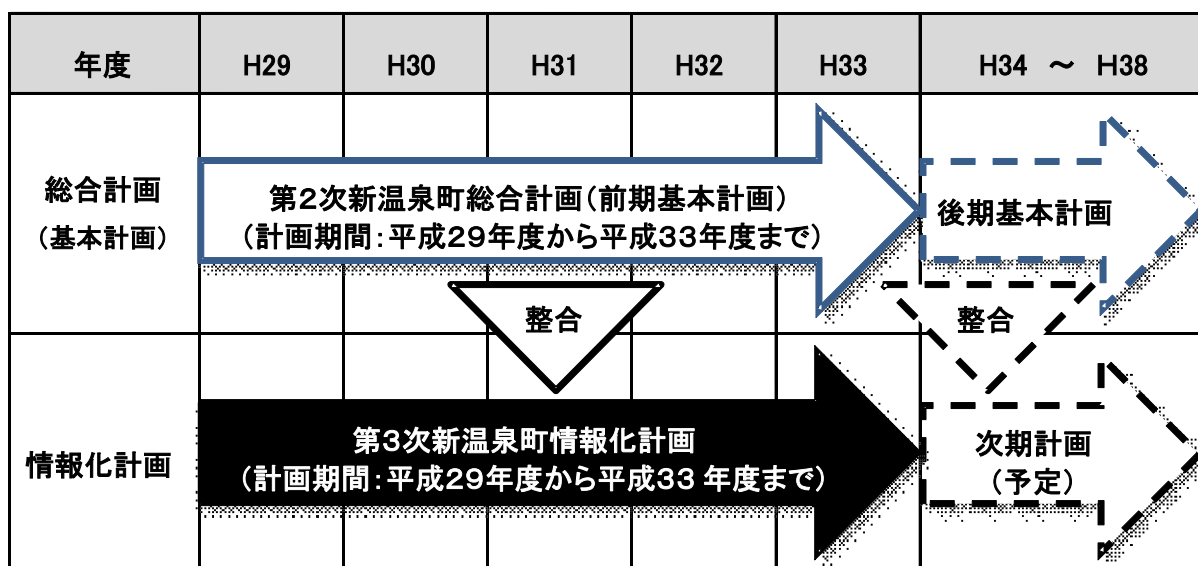 年度 H29 H30 H31 H32 H33 H34 ~ H38
総合計画
(基本計画)
第2次新温泉町総合計画(前期基本計画)
(計画期間:平成29年度から平成33年度まで)
後期基本計画
整合
整合
情報化計画
第3次新温泉町情報化計画
(計画期間:平成29年度から平成33 年度まで)
次期計画
(予定)